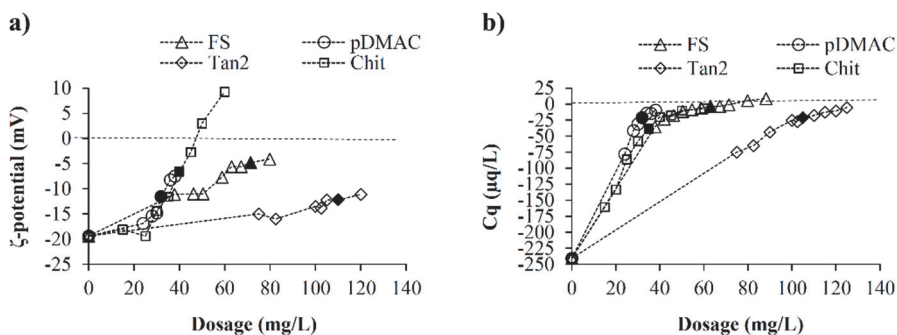 a)
FS
pDMAC
Tan2
Chit
ζ-potential (mV)
10
5
0
-5
-10
-15
-20
-25
0 20 40 60 80 100 120 140
Dosage (mg/L)
b)
FS
pDMAC
Tan2
Chit
Cq (µq/L)
25
0
-25
-50
-75
-100
-125
-150
-175
-200
-225
-250
0 20 40 60 80 100 120 140
Dosage (mg/L)